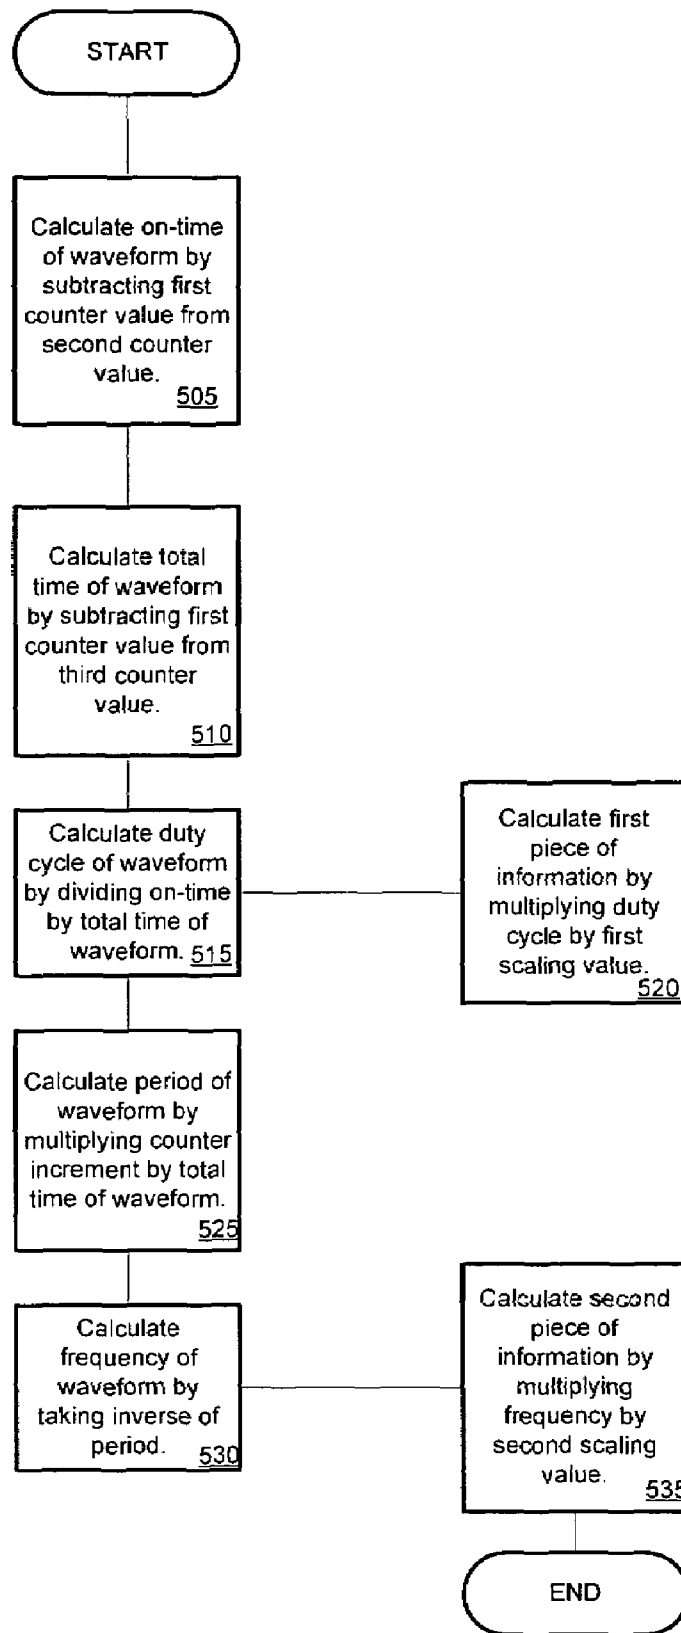 START
Calculate on-time
of waveform by
subtracting first
counter value from
second counter
value.
505
Calculate total
time of waveform
by subtracting first
counter value from
third counter
value.
510
Calculate duty
cycle of waveform
by dividing on-time
by total time of
waveform. 515
Calculate first
piece of
information by
multiplying duty
cycle by first
scaling value.
520
Calculate period of
waveform by
multiplying counter
increment by total
time of waveform.
525
Calculate
frequency of
waveform by
taking inverse of
period. 530
Calculate second
piece of
information by
multiplying
frequency by
second scaling
value.
535
END